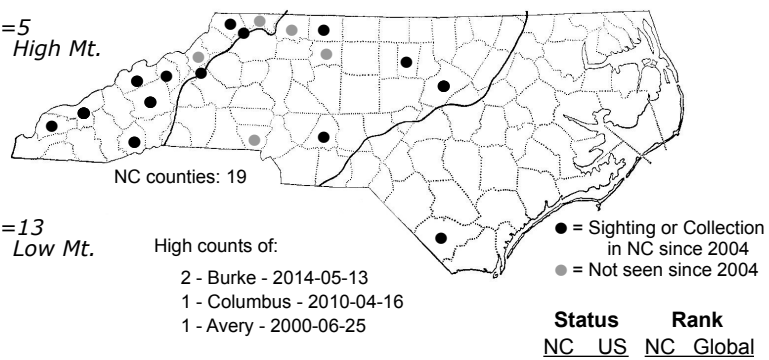 =5
High Mt.
NC counties: 19
=13
Low Mt.
High counts of:
2 - Burke - 2014-05-13
1 - Columbus - 2010-04-16
1 - Avery - 2000-06-25
= Sighting or Collection
in NC since 2004
= Not seen since 2004
Status Rank
NC US NC Global